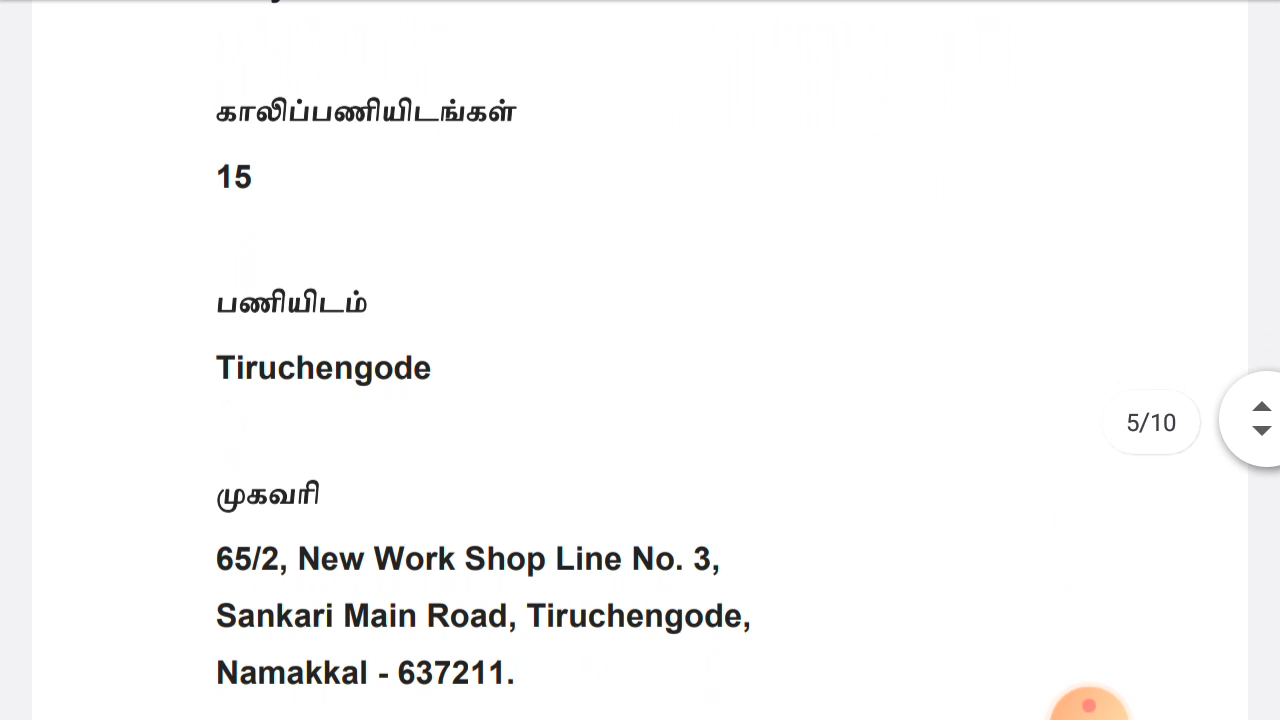 காலிப்பணியிடங்கள்
15
பணியிடம்
Tiruchengode
5/10
முகவரி
65/2, New Work Shop Line No. 3,
Sankari Main Road, Tiruchengode,
Namakkal - 637211.